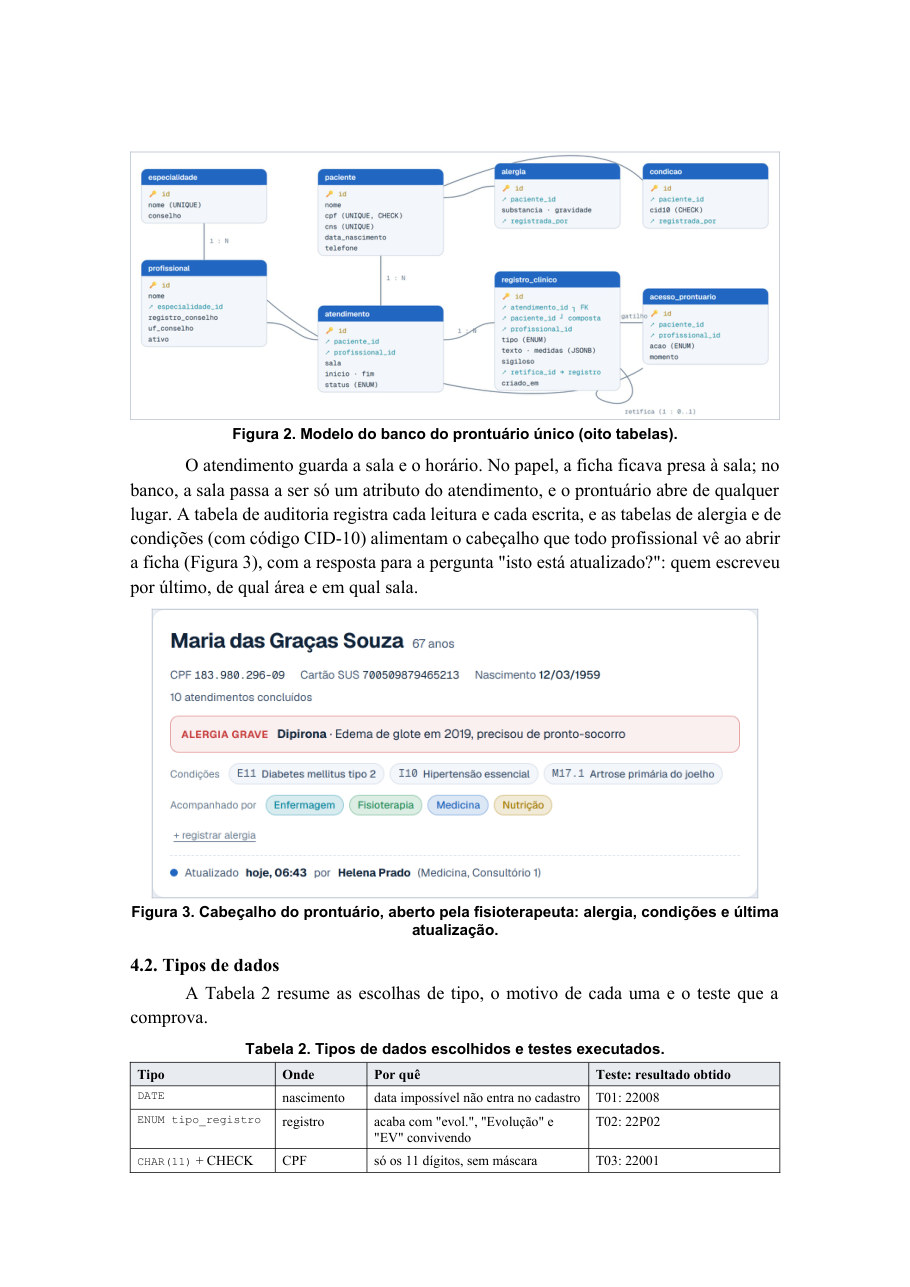 especialidade
id
nome (UNIQUE)
conselho
1 : N
profissional
id
nome
↗ especialidade_id
registro_conselho
uf_conselho
ativo
paciente
id
nome
cpf (UNIQUE, CHECK)
cns (UNIQUE)
data_nascimento
telefone
1 : N
atendimento
id
↗ paciente_id
↗ profissional_id
sala
inicio · fim
status (ENUM)
1 : N
alergia
id
↗ paciente_id
substancia · gravidade
↗ registrada_por
condicao
id
↗ paciente_id
cid10 (CHECK)
↗ registrada_por
registro_clinico
id
↗ atendimento_id ┐ FK
↗ paciente_id ┘ composta
↗ profissional_id
tipo (ENUM)
texto · medidas (JSONB)
sigiloso
↗ retifica_id → registro
criado_em
gatilho
acesso_prontuario
id
↗ paciente_id
↗ profissional_id
acao (ENUM)
momento
retifica (1 : 0..1)
Figura 2. Modelo do banco do prontuário único (oito tabelas).
O atendimento guarda a sala e o horário. No papel, a ficha ficava presa à sala; no
banco, a sala passa a ser só um atributo do atendimento, e o prontuário abre de qualquer
lugar. A tabela de auditoria registra cada leitura e cada escrita, e as tabelas de alergia e de
condições (com código CID-10) alimentam o cabeçalho que todo profissional vê ao abrir
a ficha (Figura 3), com a resposta para a pergunta "isto está atualizado?": quem escreveu
por último, de qual área e em qual sala.
Maria das Graças Souza 67 anos
CPF 183.980.296-09 Cartão SUS 700509879465213 Nascimento 12/03/1959
10 atendimentos concluídos
ALERGIA GRAVE Dipirona · Edema de glote em 2019, precisou de pronto-socorro
Condições E11 Diabetes mellitus tipo 2 I10 Hipertensão essencial M17.1 Artrose primária do joelho
Acompanhado por Enfermagem Fisioterapia Medicina Nutrição
+ registrar alergia
Atualizado hoje, 06:43 por Helena Prado (Medicina, Consultório 1)
Figura 3. Cabeçalho do prontuário, aberto pela fisioterapeuta: alergia, condições e última
atualização.
4.2. Tipos de dados
A Tabela 2 resume as escolhas de tipo, o motivo de cada uma e o teste que a
comprova.
Tabela 2. Tipos de dados escolhidos e testes executados.
Tipo Onde Por quê Teste: resultado obtido
DATE nascimento data impossível não entra no cadastro T01: 22008
ENUM tipo_registro registro acaba com "evol.", "Evolução" e T02: 22P02
"EV" convivendo
CHAR(11) + CHECK CPF só os 11 dígitos, sem máscara T03: 22001